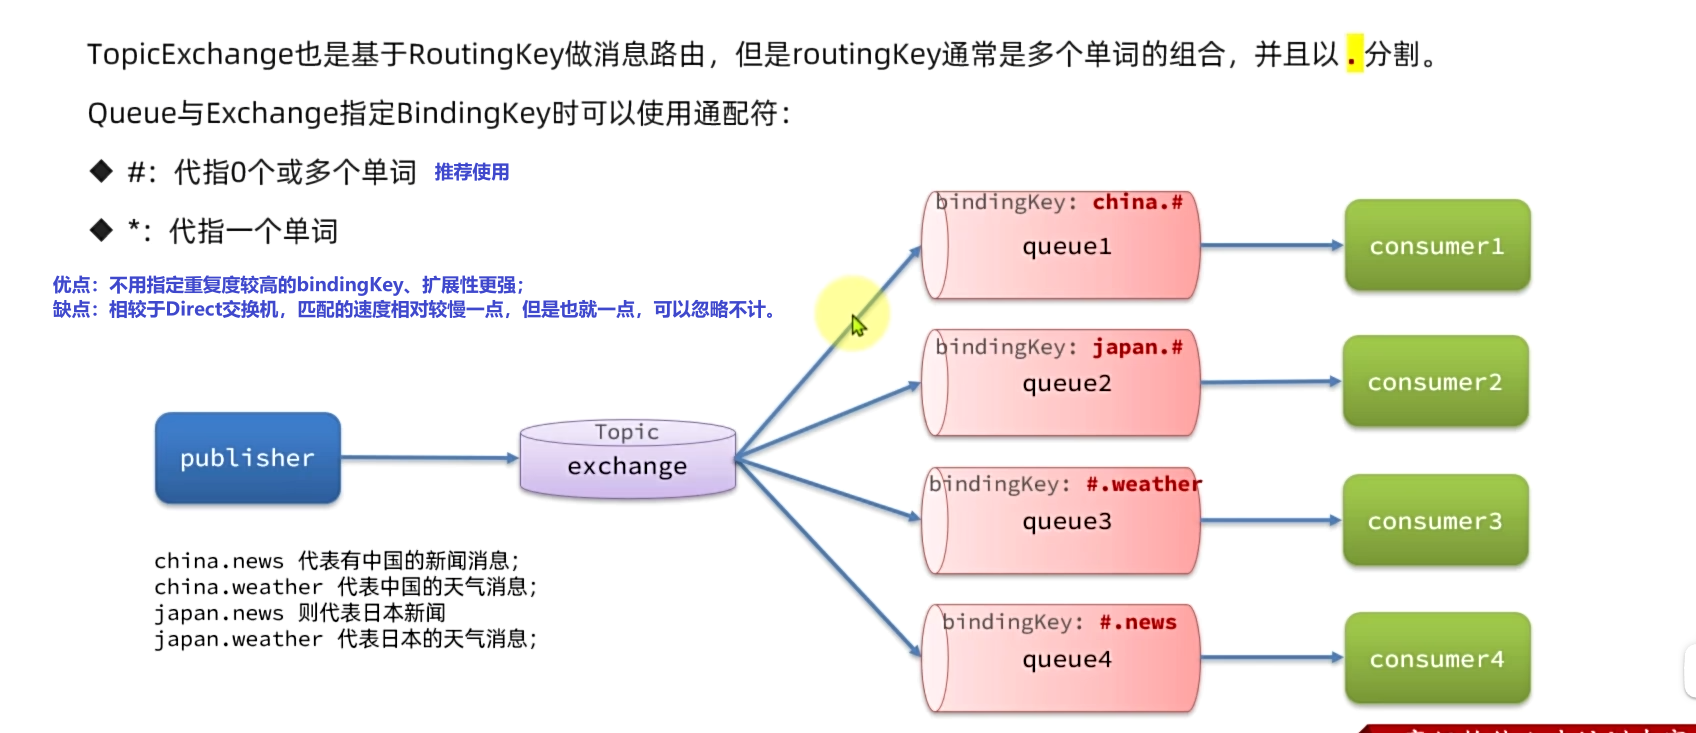 TopicExchange也是基于RoutingKey做消息路由，但是routingKey通常是多个单词的组合，并且以 . 分割。
Queue与Exchange指定BindingKey时可以使用通配符：
◆ #：代指0个或多个单词 推荐使用
◆ *：代指一个单词
优点：不用指定重复度较高的bindingKey、扩展性更强；
缺点：相较于Direct交换机，匹配的速度相对较慢一点，但是也就一点，可以忽略不计。
publisher
Topic
exchange
bindingKey: china.#
queue1
consumer1
bindingKey: japan.#
queue2
consumer2
bindingKey: #.weather
queue3
consumer3
bindingKey: #.news
queue4
consumer4
china.news 代表有中国的新闻消息；
china.weather 代表中国的天气消息；
japan.news 则代表日本新闻
japan.weather 代表日本的天气消息；